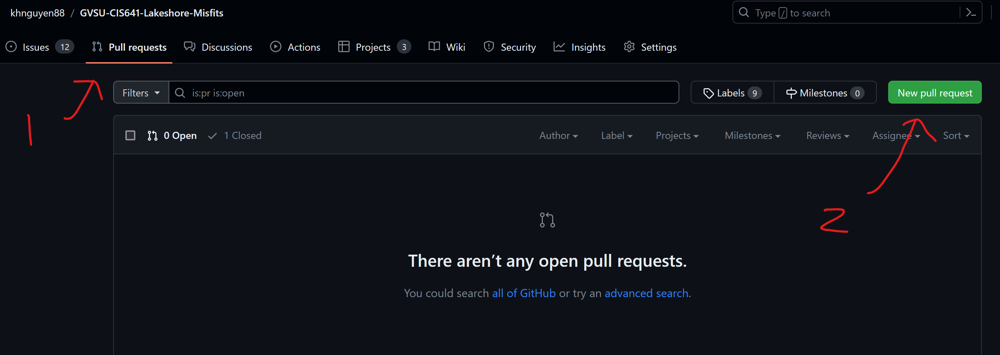 khnguyen88 / GVSU-CIS641-Lakeshore-Misfits
Type / to search
Issues 12 Pull requests Discussions Actions Projects 3 Wiki Security Insights Settings
Filters is:pr is:open Labels 9 Milestones 0 New pull request
1
0 Open 1 Closed Author Label Projects Milestones Reviews Assignee Sort
2
There aren’t any open pull requests.
You could search all of GitHub or try an advanced search.